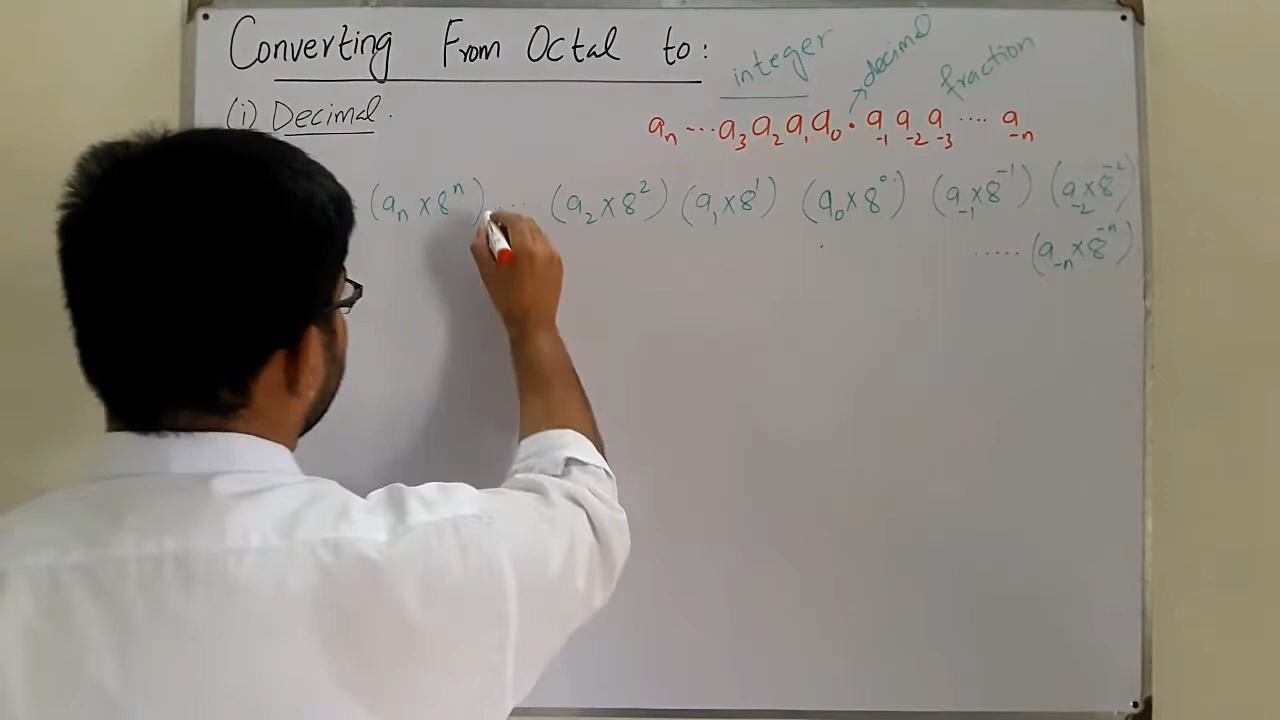 Converting From Octal to:
integer decimal fraction
(i) Decimal.
aₙ ... a₃ a₂ a₁ a₀ . a₋₁ a₋₂ a₋₃ .... a₋ₙ
(aₙ × 8ⁿ) ..... (a₂ × 8²) (a₁ × 8¹) (a₀ × 8⁰) (a₋₁ × 8⁻¹) (a₋₂ × 8⁻²)
..... (a₋ₙ × 8⁻ⁿ)